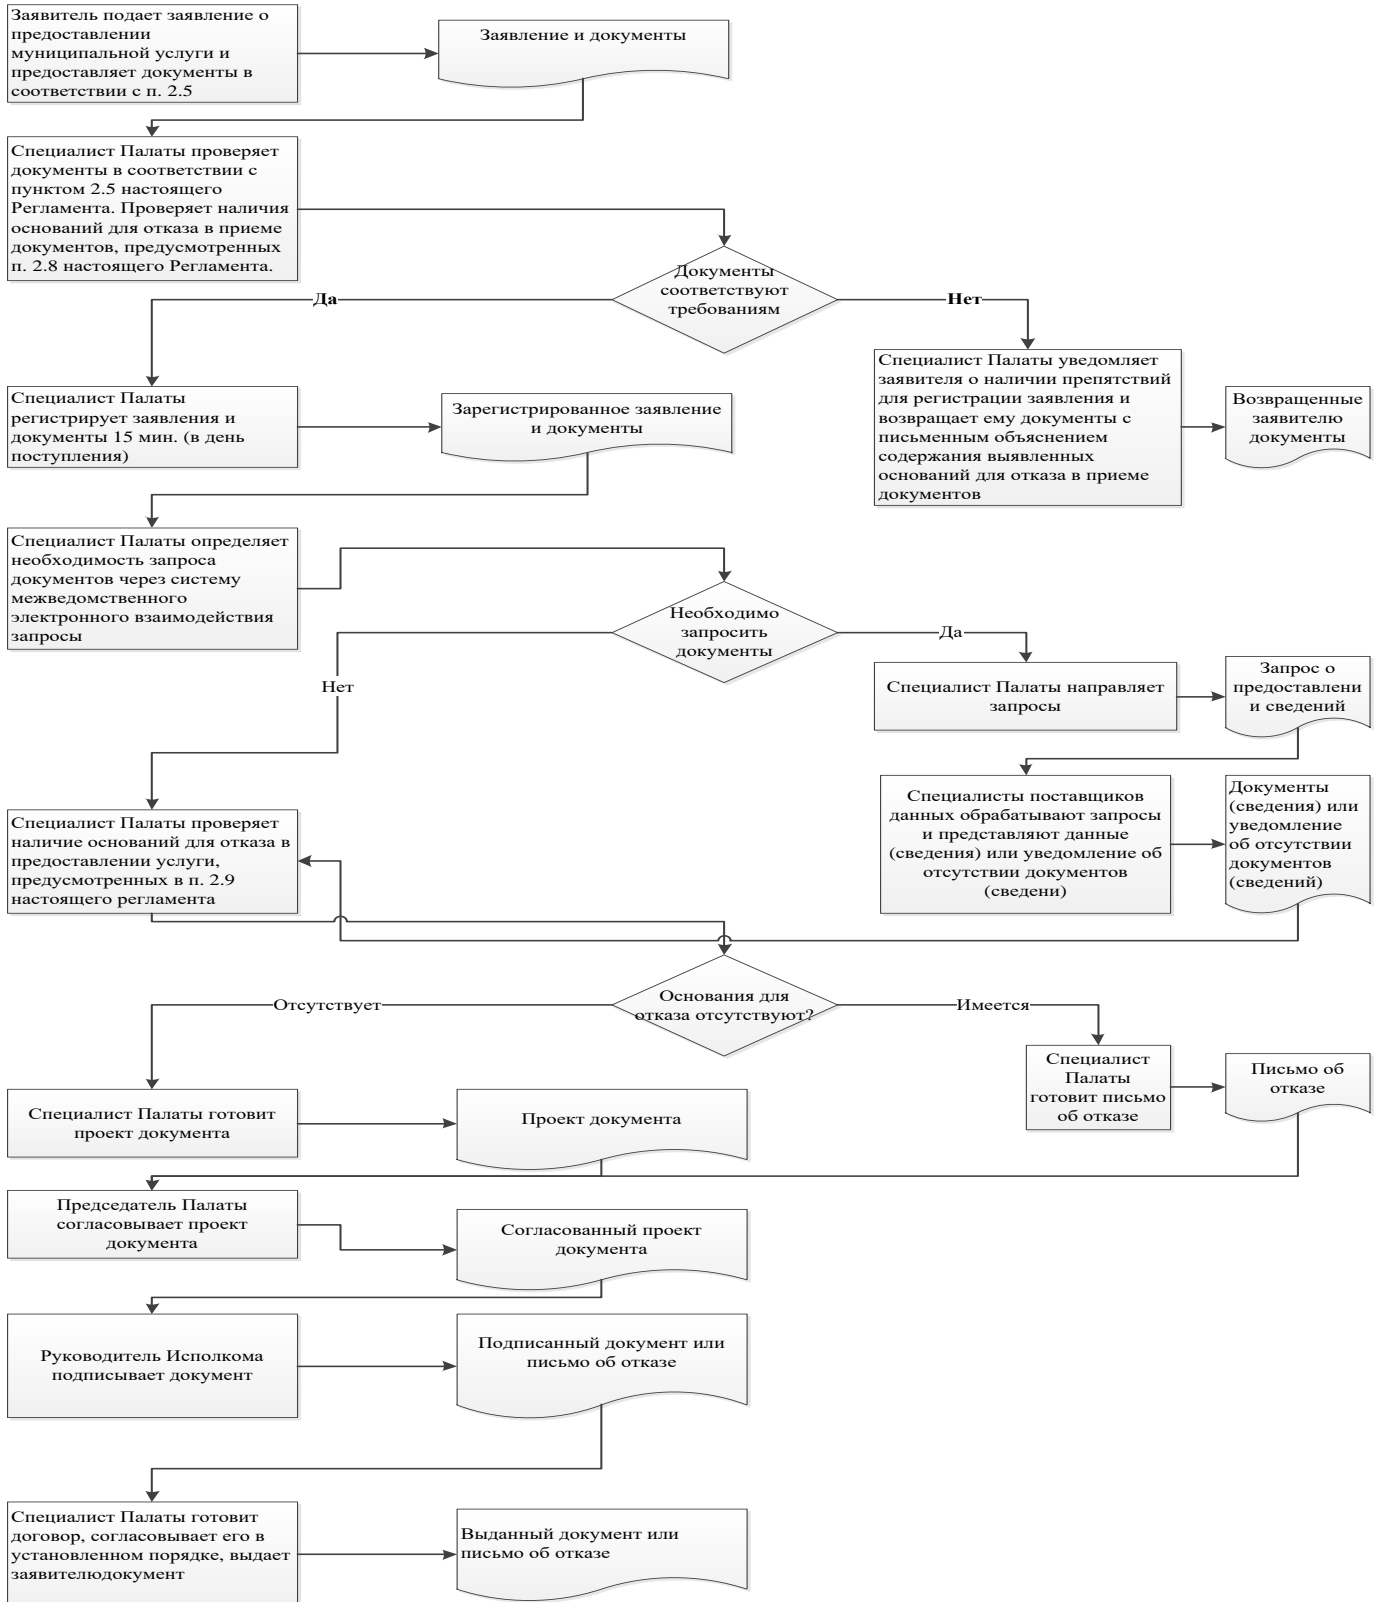 Заявитель подает заявление о
предоставлении
муниципальной услуги и
предоставляет документы в
соответствии с п. 2.5
Заявление и документы
Специалист Палаты проверяет
документы в соответствии с
пунктом 2.5 настоящего
Регламента. Проверяет наличия
оснований для отказа в приеме
документов, предусмотренных
п. 2.8 настоящего Регламента.
Документы
соответствуют
требованиям
Да
Нет
Специалист Палаты
регистрирует заявления и
документы 15 мин. (в день
поступления)
Зарегистрированное заявление
и документы
Специалист Палаты уведомляет
заявителя о наличии препятствий
для регистрации заявления и
возвращает ему документы с
письменным объяснением
содержания выявленных
оснований для отказа в приеме
документов
Возвращенные
заявителю
документы
Специалист Палаты определяет
необходимость запроса
документов через систему
межведомственного
электронного взаимодействия
запросы
Необходимо
запросить
документы
Да
Нет
Специалист Палаты направляет
запросы
Запрос о
предоставлени
и сведений
Специалисты поставщиков
данных обрабатывают запросы
и представляют данные
(сведения) или уведомление об
отсутствии документов
(сведени)
Документы
(сведения) или
уведомление
об отсутствии
документов
(сведений)
Специалист Палаты проверяет
наличие оснований для отказа в
предоставлении услуги,
предусмотренных в п. 2.9
настоящего регламента
Основания для
отказа отсутствуют?
Отсутствует
Имеется
Специалист
Палаты
готовит письмо
об отказе
Письмо об
отказе
Специалист Палаты готовит
проект документа
Проект документа
Председатель Палаты
согласовывает проект
документа
Согласованный проект
документа
Руководитель Исполкома
подписывает документ
Подписанный документ или
письмо об отказе
Специалист Палаты готовит
договор, согласовывает его в
установленном порядке, выдает
заявителюдокумент
Выданный документ или
письмо об отказе